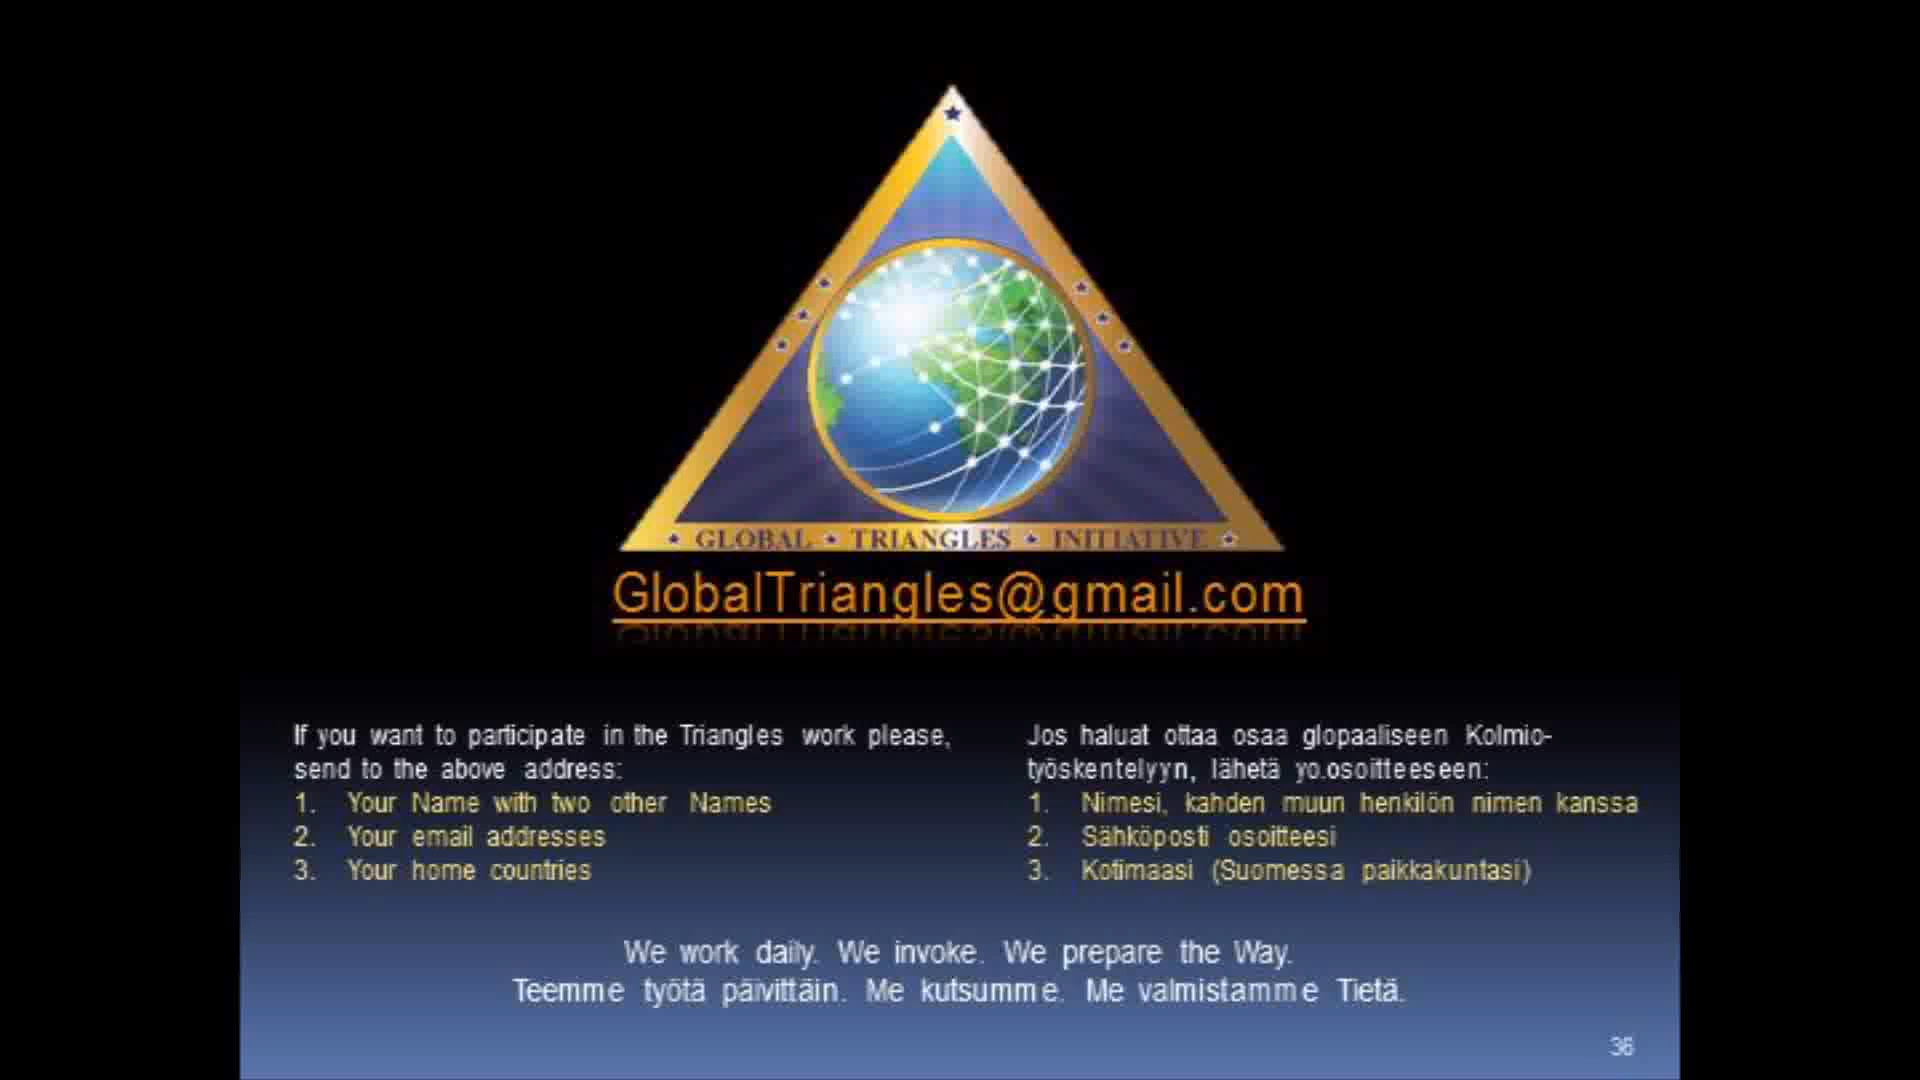 GLOBAL TRIANGLES INITIATIVE
GlobalTriangles@gmail.com
If you want to participate in the Triangles work please,
send to the above address:
1. Your Name with two other Names
2. Your email addresses
3. Your home countries
Jos haluat ottaa osaa glopaaliseen Kolmio-
työskentelyyn, lähetä yo.osoitteeseen:
1. Nimesi, kahden muun henkilön nimen kanssa
2. Sähköposti osoitteesi
3. Kotimaasi (Suomessa paikkakuntasi)
We work daily. We invoke. We prepare the Way.
Teemme työtä päivittäin. Me kutsumme. Me valmistamme Tietä.
36